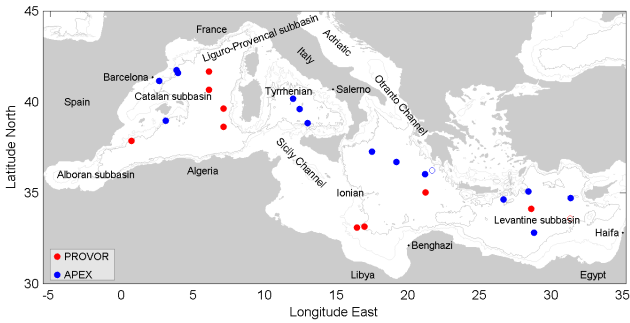 45
40
35
30
Latitude North
-5
0
5
10
15
20
25
30
35
Longitude East
France
Liguro-Provencal subbasin
Adriatic
Italy
Barcelona
Spain
Catalan subbasin
Tyrrhenian
Salerno
Otranto Channel
Sicily Channel
Alboran subbasin
Algeria
Ionian
Levantine subbasin
Haifa
Benghazi
Libya
Egypt
PROVOR
APEX